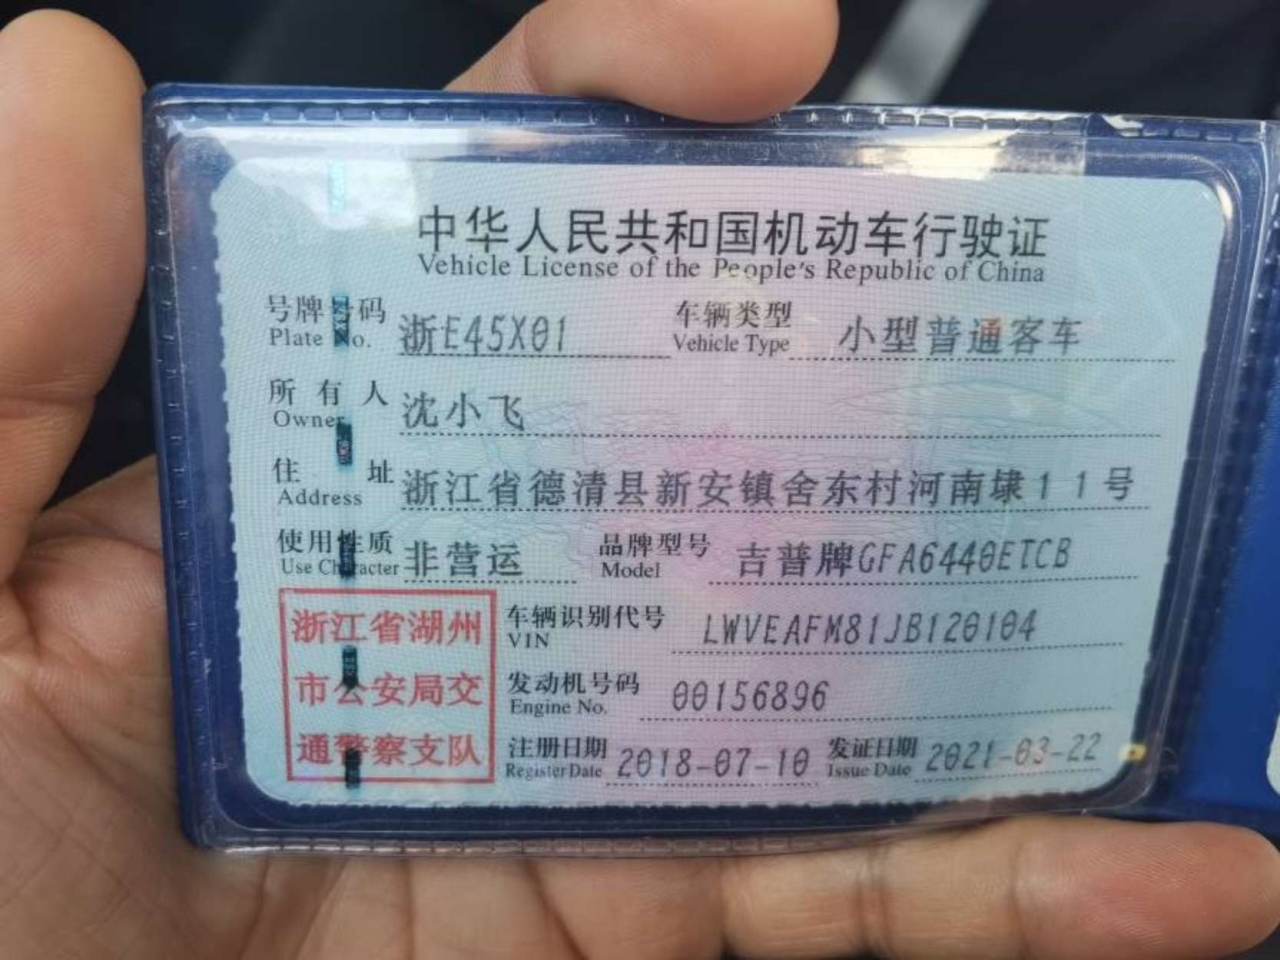 中华人民共和国机动车行驶证
Vehicle License of the People's Republic of China
号牌号码 浙E45X01 车辆类型 小型普通客车
Plate No. Vehicle Type
所有人 沈小飞
Owner
住址 浙江省德清县新安镇舍东村河南埭11号
Address
使用性质 非营运 品牌型号 吉普牌GFA6440ETCB
Use Character Model
浙江省湖州
市公安局交
通警察支队
车辆识别代号 LWVEAFM81JB120104
VIN
发动机号码 00156896
Engine No.
注册日期 2018-07-10 发证日期 2021-03-22
Register Date Issue Date